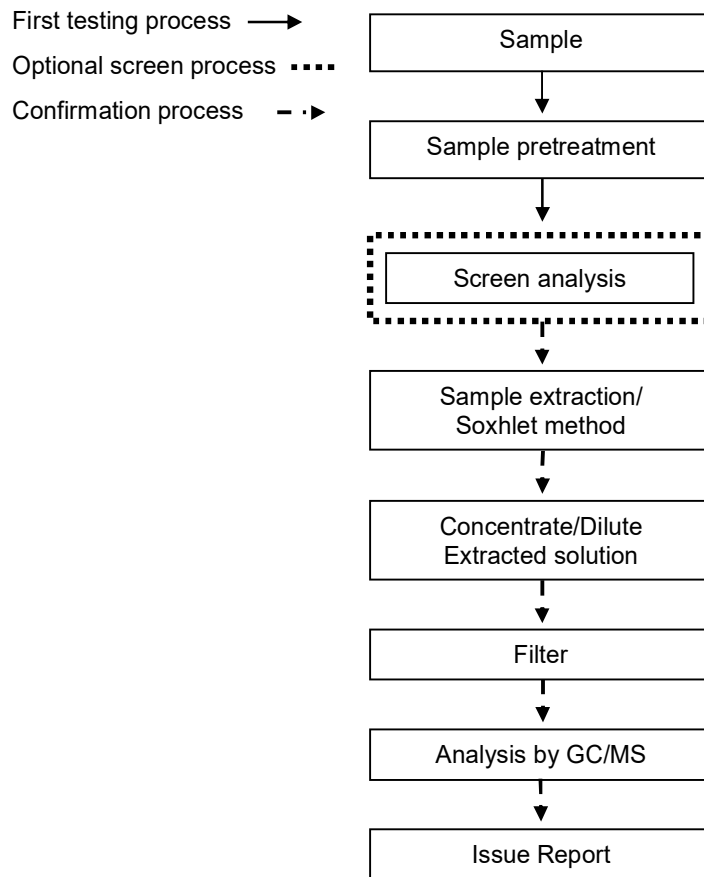 First testing process
Optional screen process
Confirmation process
Sample
Sample pretreatment
Screen analysis
Sample extraction/
Soxhlet method
Concentrate/Dilute
Extracted solution
Filter
Analysis by GC/MS
Issue Report